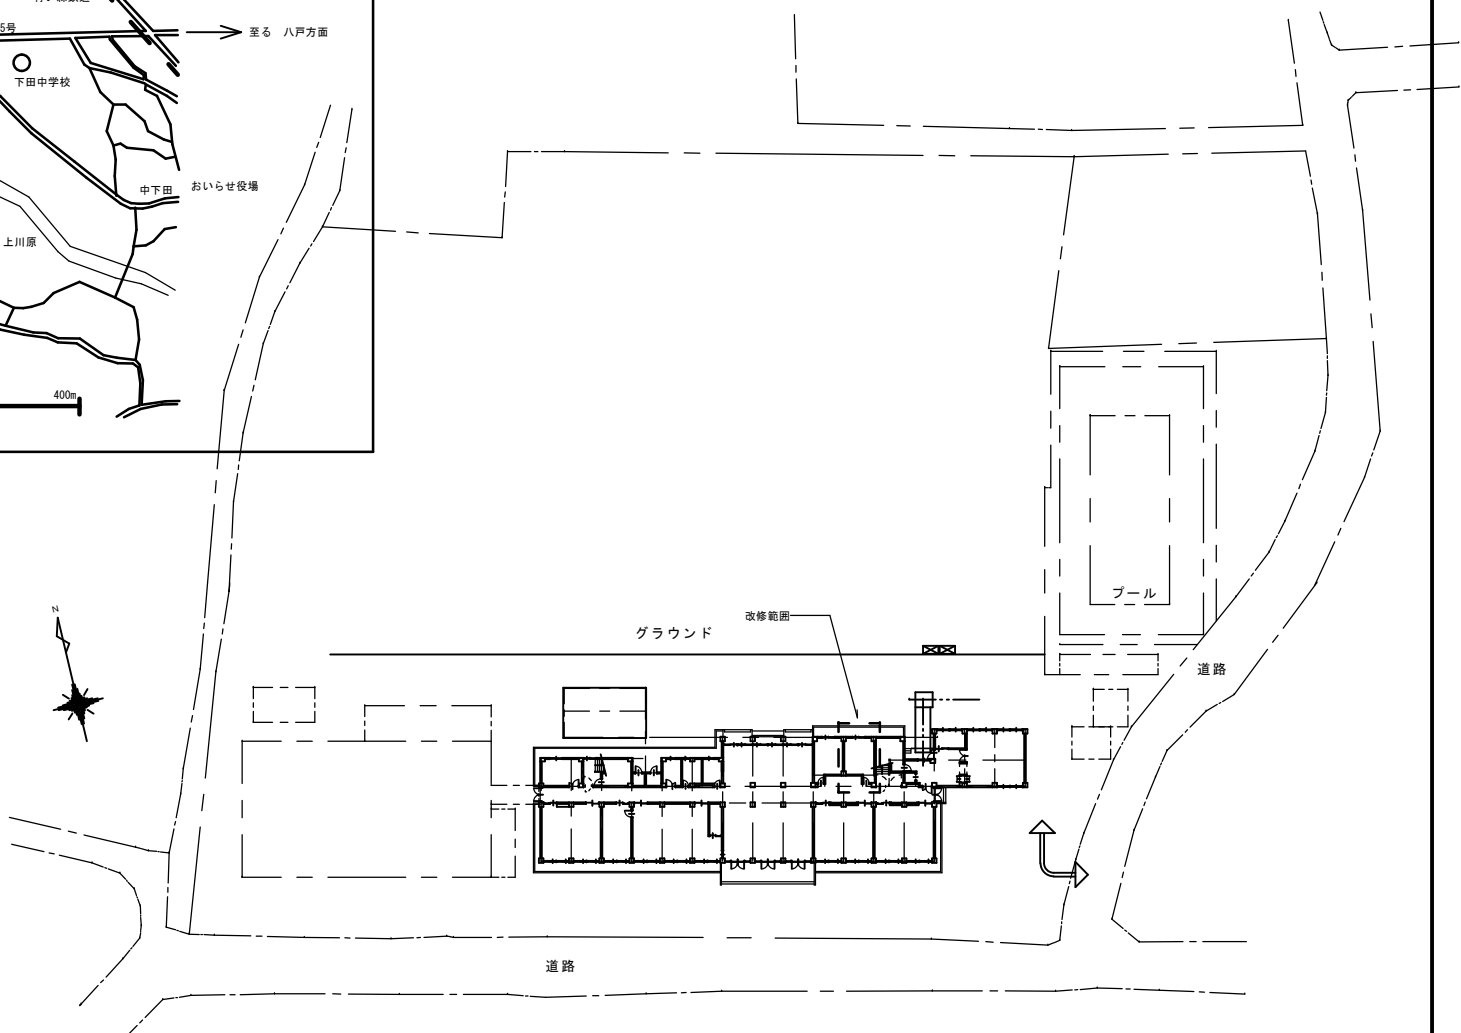 5号
至る 八戸方面
下田中学校
中下田
おいらせ役場
上川原
400m
N
グラウンド
改修範囲
プール
道路
道路